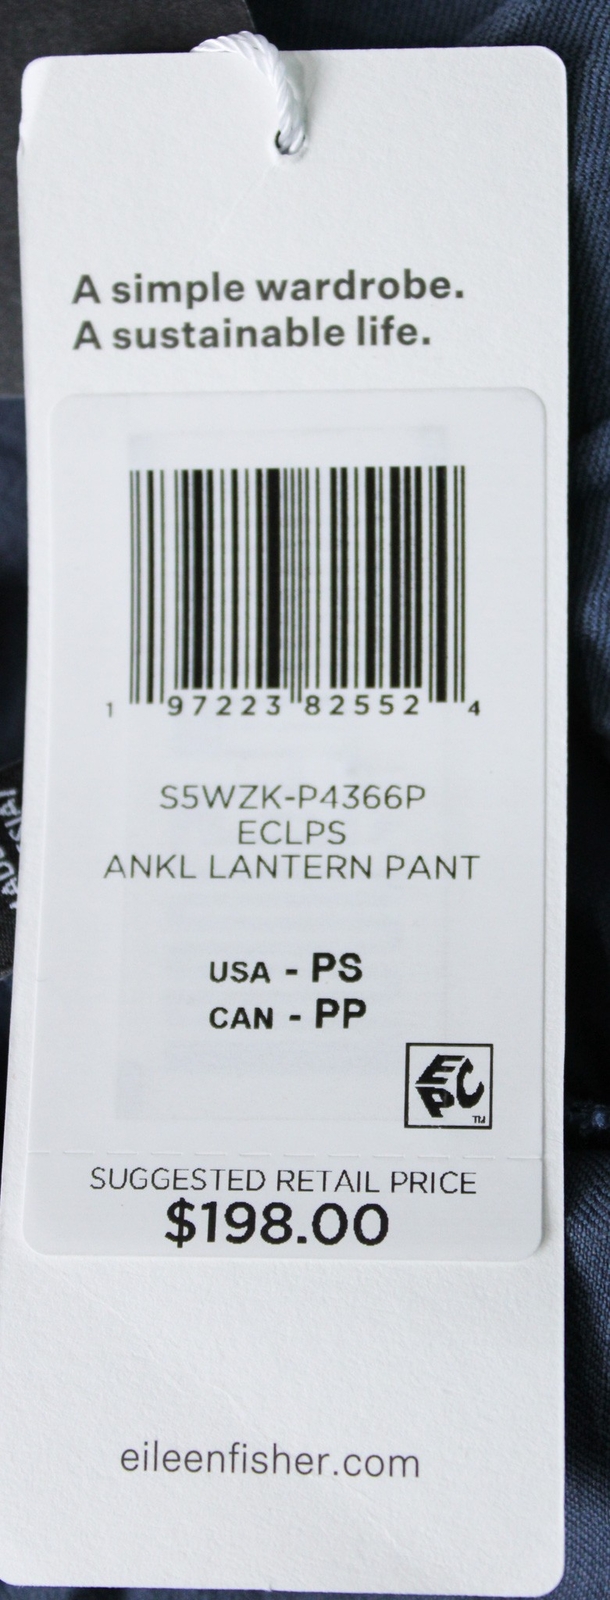 A simple wardrobe.
A sustainable life.
1 97223 82552 4
S5WZK-P4366P
ECLPS
ANKL LANTERN PANT
USA - PS
CAN - PP
EPC
TM
SUGGESTED RETAIL PRICE
$198.00
eileenfisher.com